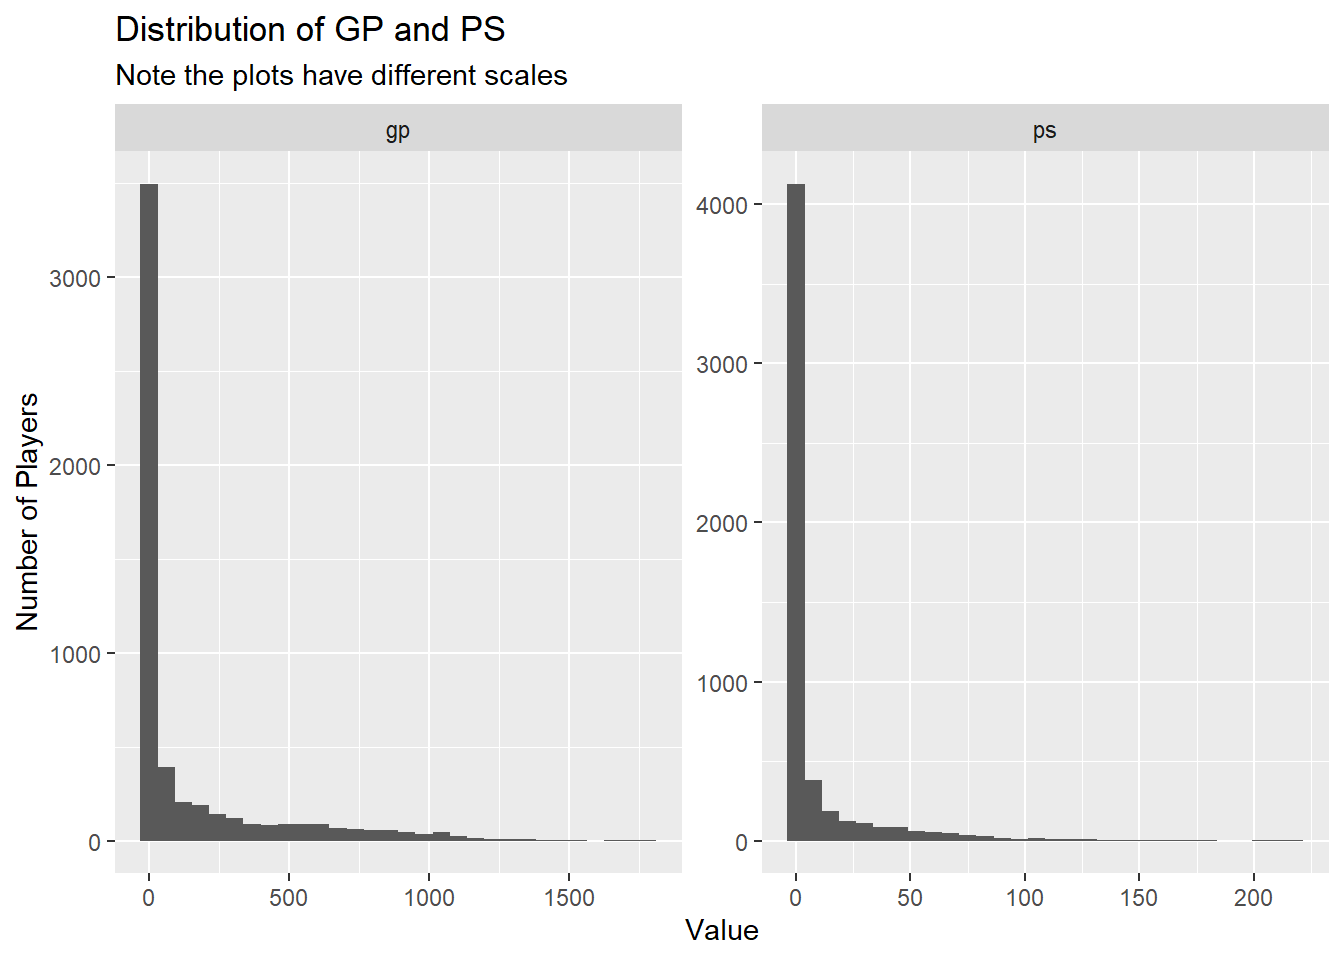 Distribution of GP and PS
Note the plots have different scales
gp
ps
Number of Players
3000
2000
1000
0
4000
3000
2000
1000
0
0 500 1000 1500
0 50 100 150 200
Value